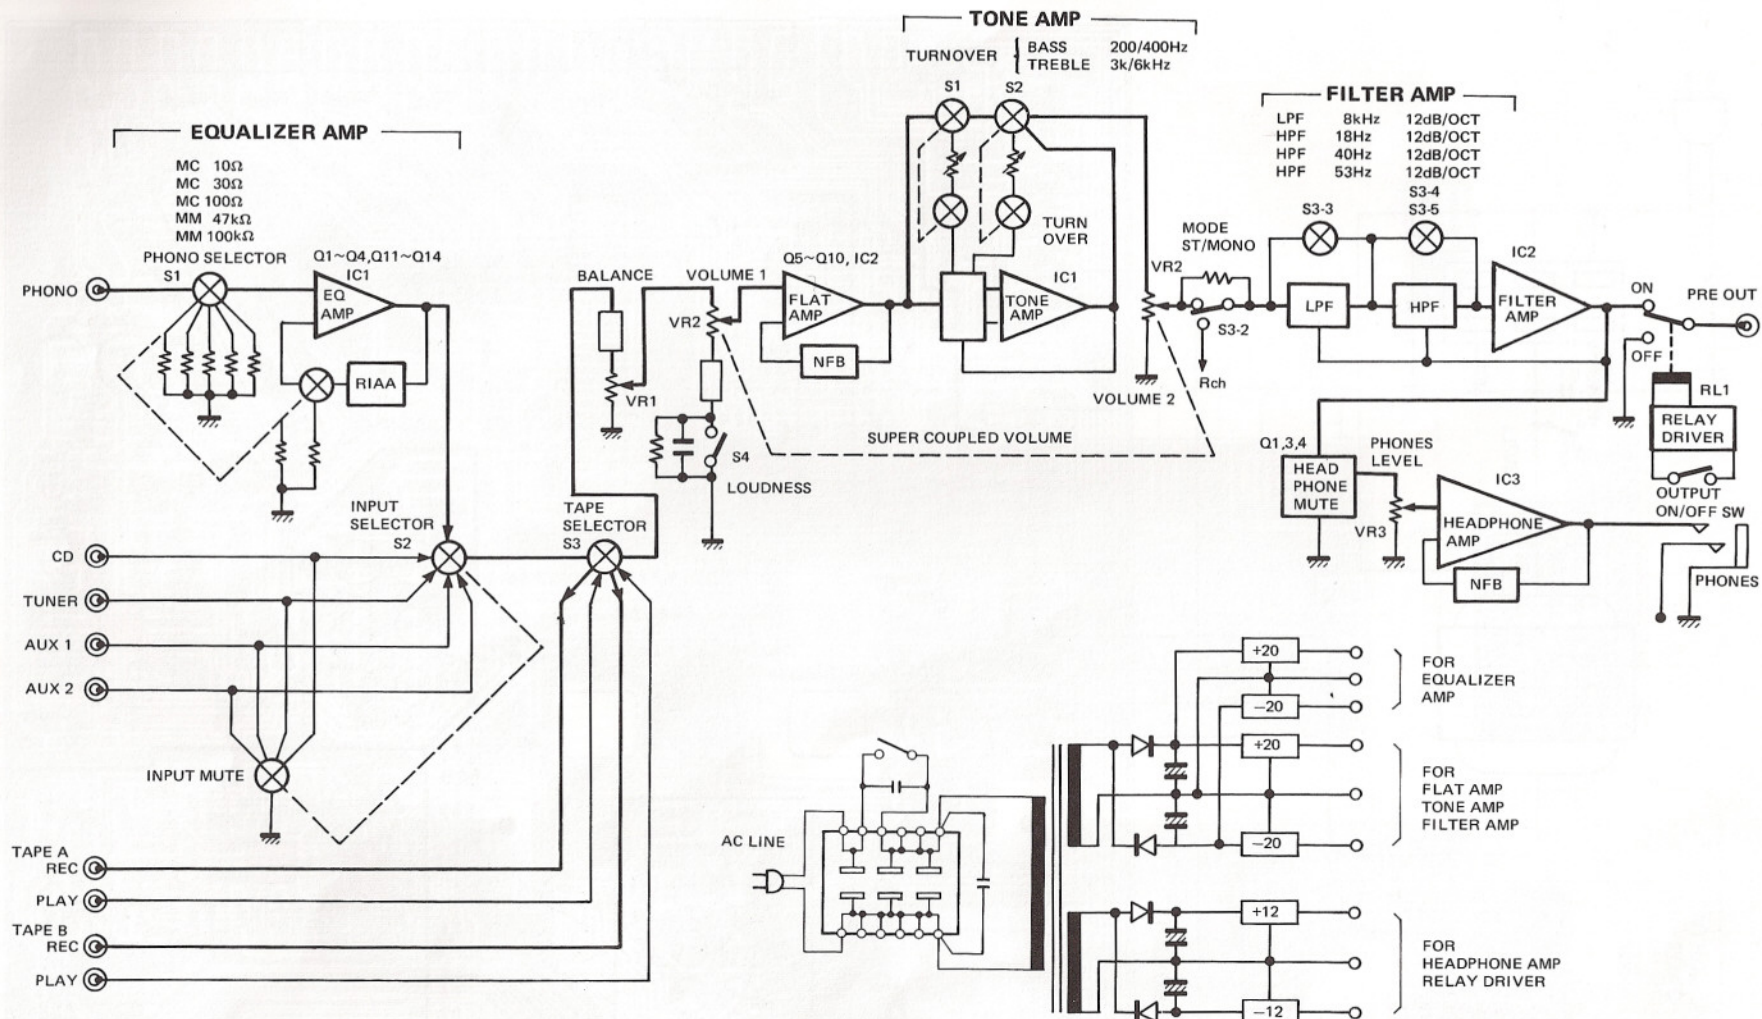 TONE AMP
TURNOVER
BASS 200/400Hz
TREBLE 3k/6kHz
S1
S2
FILTER AMP
LPF 8kHz 12dB/OCT
HPF 18Hz 12dB/OCT
HPF 40Hz 12dB/OCT
HPF 53Hz 12dB/OCT
S3-3
S3-4
S3-5
EQUALIZER AMP
MC 10Ω
MC 30Ω
MC 100Ω
MM 47kΩ
MM 100kΩ
PHONO SELECTOR
S1
Q1~Q4,Q11~Q14
IC1
PHONO
EQ
AMP
RIAA
BALANCE
VR1
VOLUME 1
VR2
Q5~Q10, IC2
FLAT
AMP
NFB
TURN
OVER
IC1
TONE
AMP
VR2
VOLUME 2
MODE
ST/MONO
S3-2
Rch
LPF
HPF
IC2
FILTER
AMP
ON
OFF
PRE OUT
RL1
RELAY
DRIVER
OUTPUT
ON/OFF SW
SUPER COUPLED VOLUME
S4
LOUDNESS
Q1,3,4
HEAD
PHONE
MUTE
PHONES
LEVEL
VR3
IC3
HEADPHONE
AMP
NFB
PHONES
INPUT
SELECTOR
S2
TAPE
SELECTOR
S3
CD
TUNER
AUX 1
AUX 2
INPUT MUTE
TAPE A
REC
PLAY
TAPE B
REC
PLAY
AC LINE
+20
-20
FOR
EQUALIZER
AMP
+20
-20
FOR
FLAT AMP
TONE AMP
FILTER AMP
+12
-12
FOR
HEADPHONE AMP
RELAY DRIVER